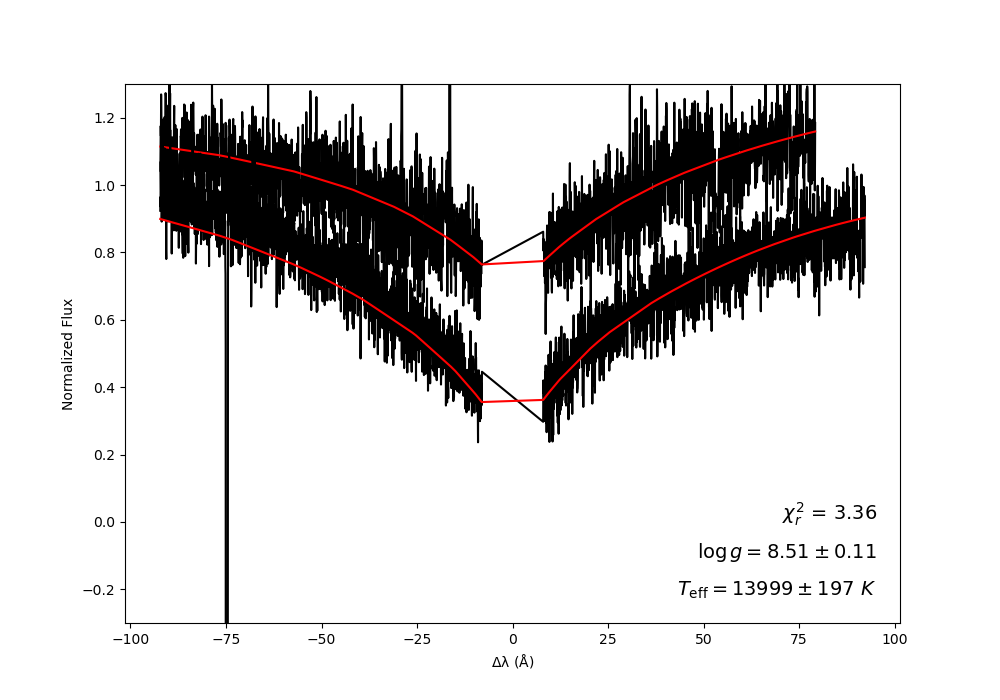 1.2
1.0
0.8
0.6
0.4
0.2
0.0
−0.2
Normalized Flux
χ²ᵣ = 3.36
log g = 8.51 ± 0.11
T_eff = 13999 ± 197 K
−100 −75 −50 −25 0 25 50 75 100
Δλ (Å)